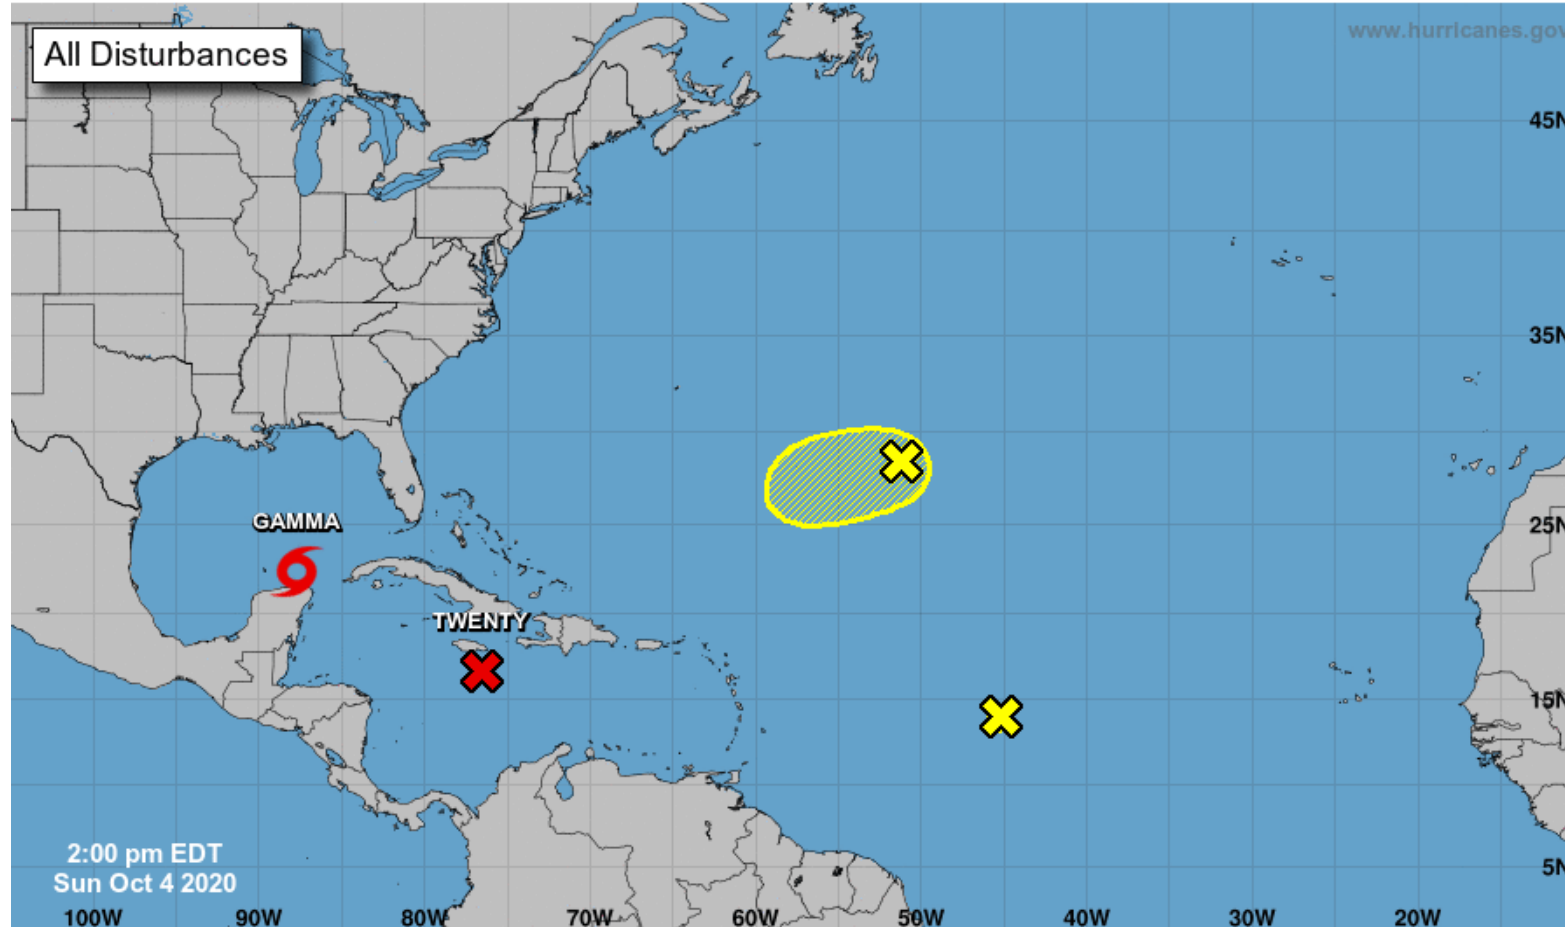 All Disturbances
www.hurricanes.gov
45N
35N
GAMMA
25N
TWENTY
15N
2:00 pm EDT
Sun Oct 4 2020
5N
100W 90W 80W 70W 60W 50W 40W 30W 20W